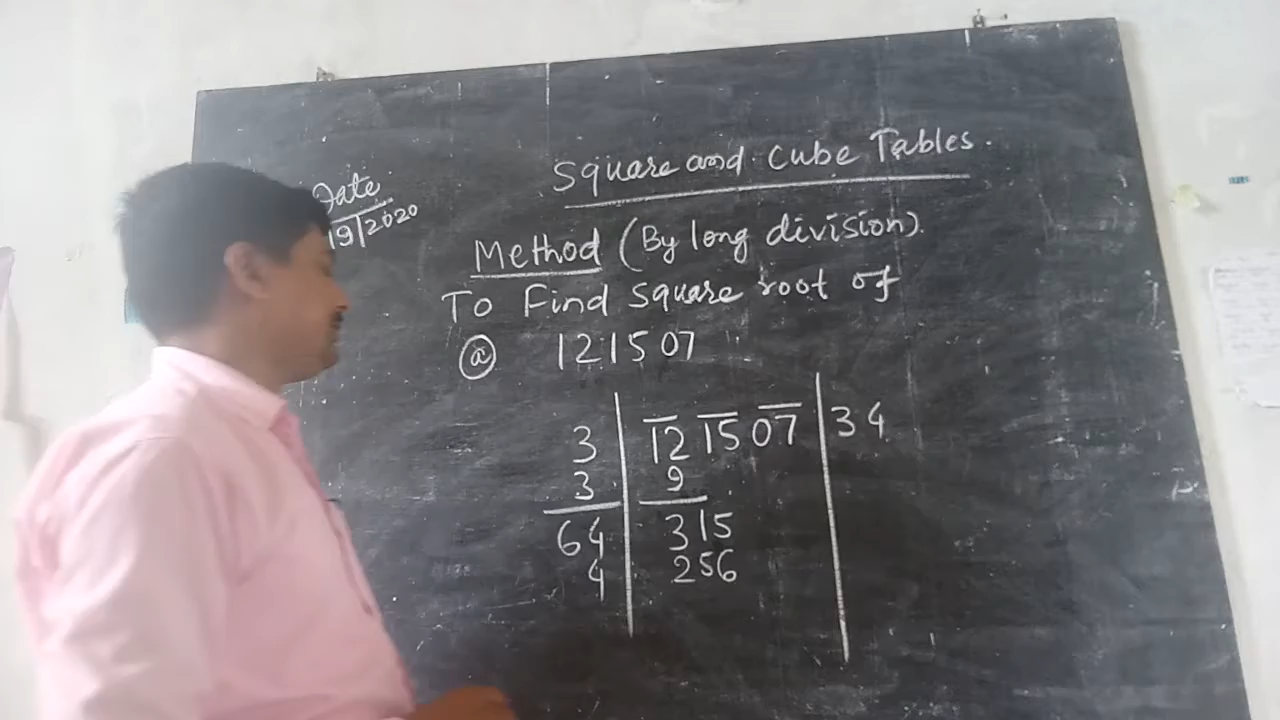 Square and Cube Tables.
Date
19/2020
Method (By long division).
To Find Square root of
(a) 121507
3 12 15 07 34
3 9
64 315
4 256